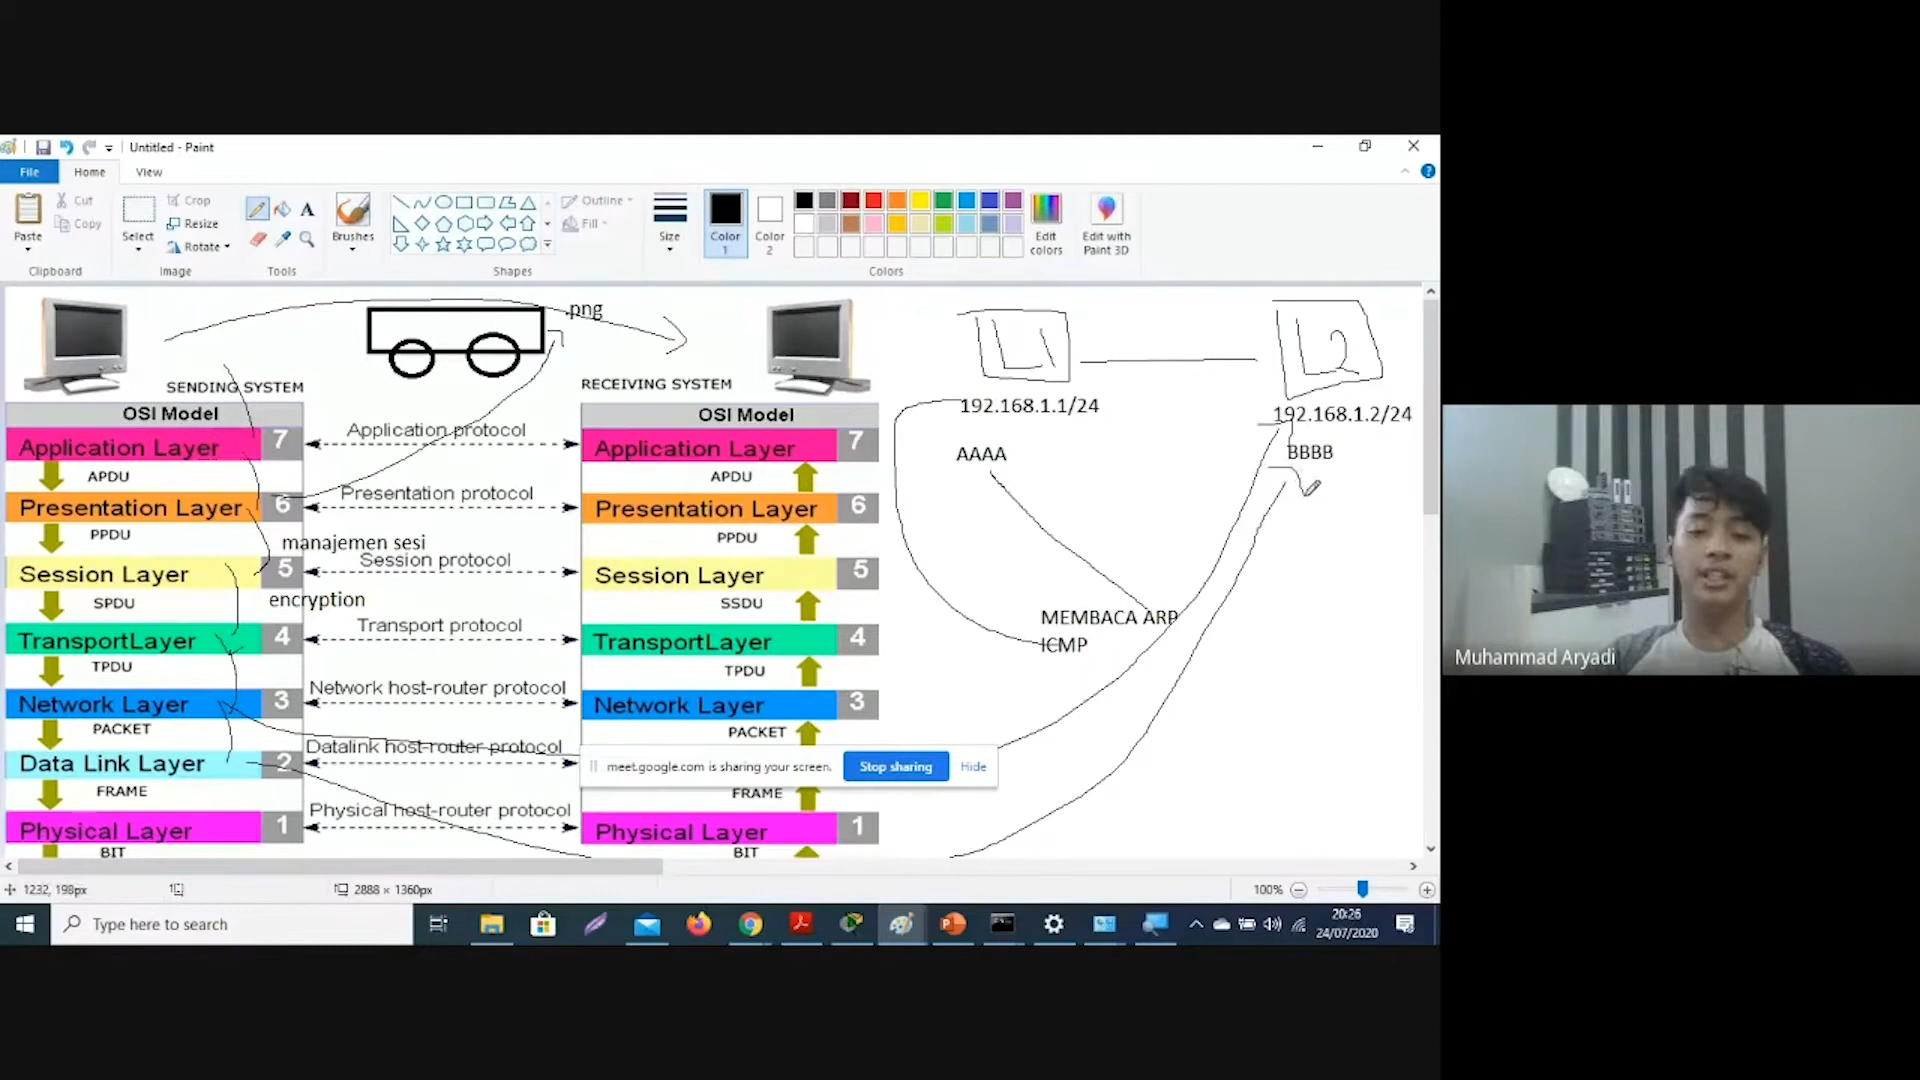 Untitled - Paint
File
Home
View
Paste
Cut
Copy
Clipboard
Select
Crop
Resize
Rotate
Image
A
Tools
Brushes
Outline
Fill
Shapes
Size
Color
1
Color
2
Edit
colors
Edit with
Paint 3D
Colors
.png
L1
L2
SENDING SYSTEM
RECEIVING SYSTEM
192.168.1.1/24
192.168.1.2/24
AAAA
BBBB
OSI Model
OSI Model
Application Layer 7
Application protocol
Application Layer 7
APDU
APDU
Presentation Layer 6
Presentation protocol
Presentation Layer 6
PPDU
PPDU
manajemen sesi
Session Layer 5
Session protocol
Session Layer 5
SPDU
SSDU
encryption
TransportLayer 4
Transport protocol
TransportLayer 4
TPDU
TPDU
MEMBACA ARP
ICMP
Network Layer 3
Network host-router protocol
Network Layer 3
PACKET
PACKET
Data Link Layer 2
Datalink host-router protocol
meet.google.com is sharing your screen.
Stop sharing
Hide
FRAME
FRAME
Physical Layer 1
Physical host-router protocol
Physical Layer 1
BIT
BIT
1232, 198px
2888 × 1360px
100%
Type here to search
20:26
24/07/2020
Muhammad Aryadi